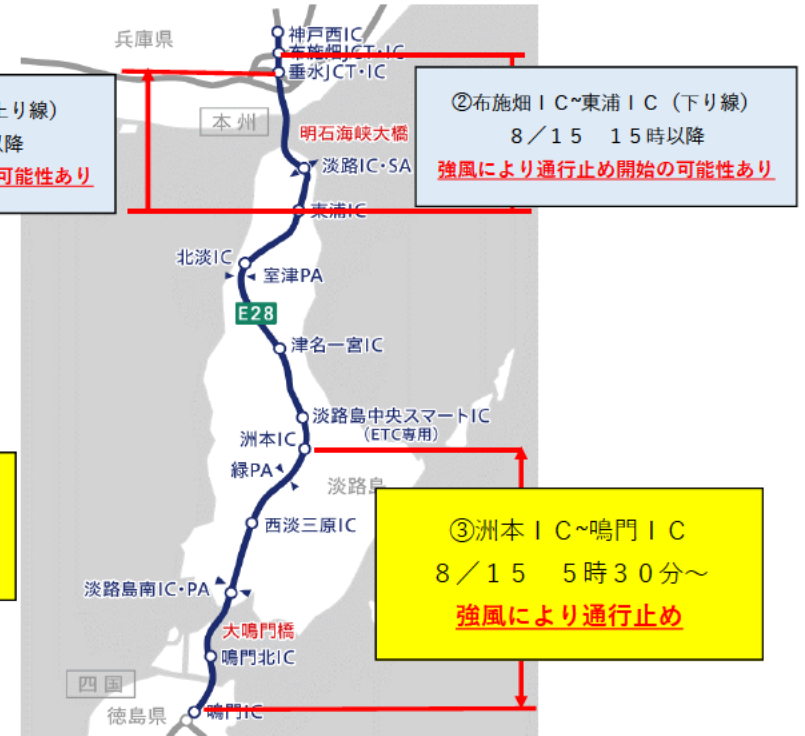 兵庫県
神戸西IC
布施畑JCT・IC
垂水JCT・IC
上り線）
以降
可能性あり
②布施畑ＩＣ~東浦ＩＣ（下り線）
８／１５　１５時以降
強風により通行止め開始の可能性あり
本州
明石海峡大橋
淡路IC・SA
東浦IC
北淡IC
室津PA
E28
津名一宮IC
淡路島中央スマートIC
（ETC専用）
洲本IC
緑PA
淡路島
西淡三原IC
③洲本ＩＣ~鳴門ＩＣ
８／１５　５時３０分～
強風により通行止め
淡路島南IC・PA
大鳴門橋
鳴門北IC
四国
徳島県
鳴門IC